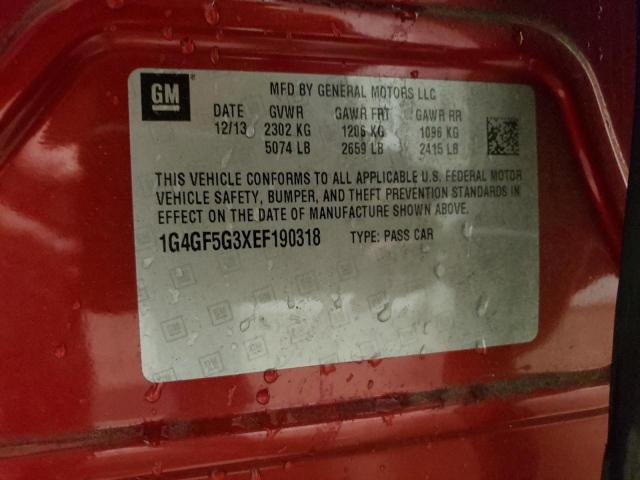 GM
MFD BY GENERAL MOTORS LLC
DATE GVWR GAWR FRT GAWR RR
12/13 2302 KG 1206 KG 1096 KG
5074 LB 2659 LB 2415 LB
THIS VEHICLE CONFORMS TO ALL APPLICABLE U.S. FEDERAL MOTOR
VEHICLE SAFETY, BUMPER, AND THEFT PREVENTION STANDARDS IN
EFFECT ON THE DATE OF MANUFACTURE SHOWN ABOVE.
1G4GF5G3XEF190318 TYPE: PASS CAR